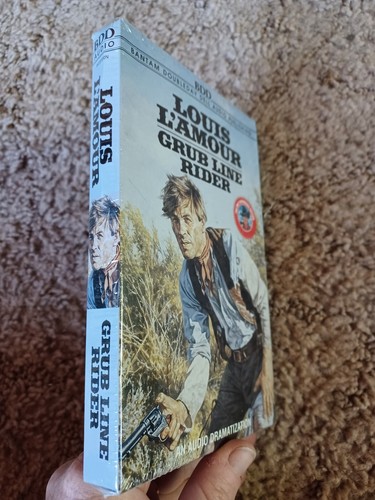 BDD
AUDIO
LOUIS
L'AMOUR
GRUB LINE
RIDER
BDD
BANTAM DOUBLEDAY DELL AUDIO PUBLISHING
LOUIS
L'AMOUR
GRUB LINE
RIDER
AN AUDIO DRAMATIZATION